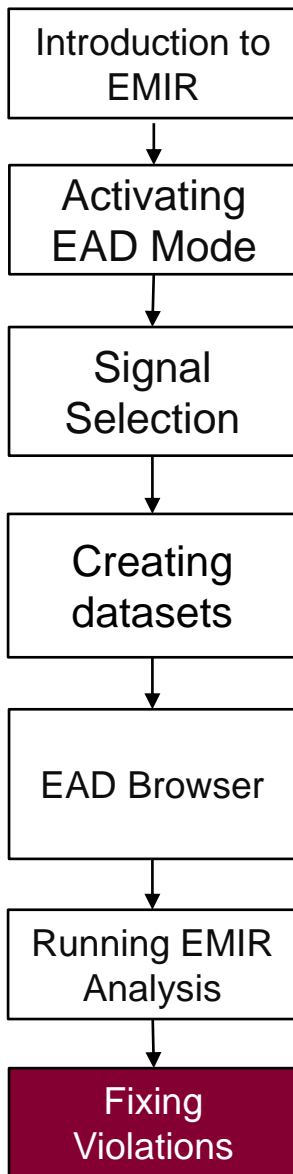 Introduction to
EMIR
Activating
EAD Mode
Signal
Selection
Creating
datasets
EAD Browser
Running EMIR
Analysis
Fixing
Violations